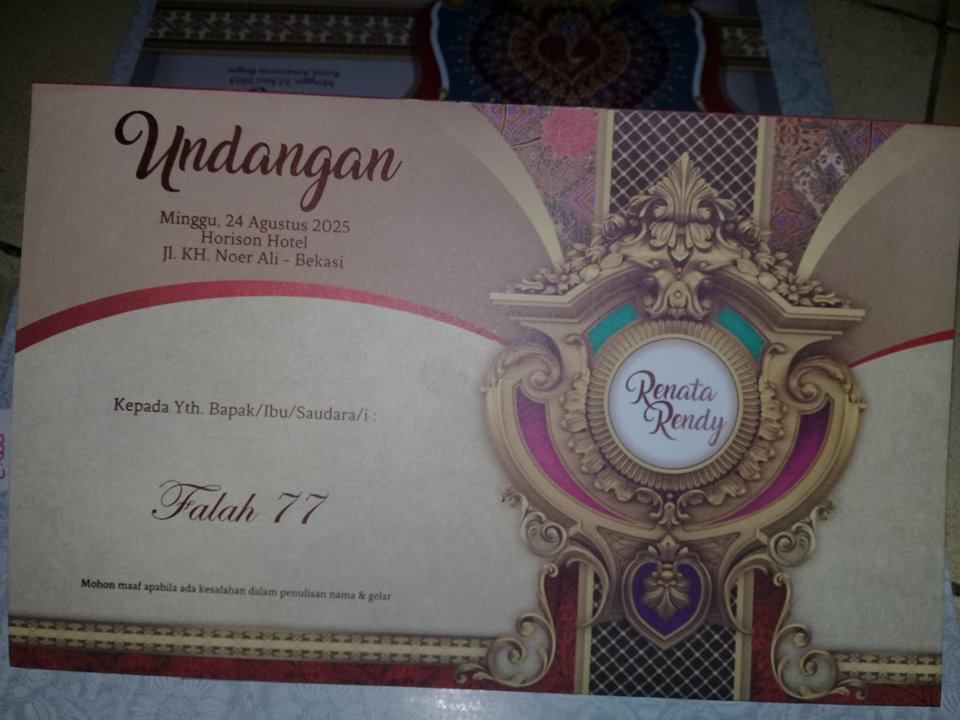 Undangan
Minggu, 24 Agustus 2025
Horison Hotel
Jl. KH. Noer Ali - Bekasi
Renata
Rendy
Kepada Yth. Bapak/Ibu/Saudara/i :
Falah 77
Mohon maaf apabila ada kesalahan dalam penulisan nama & gelar